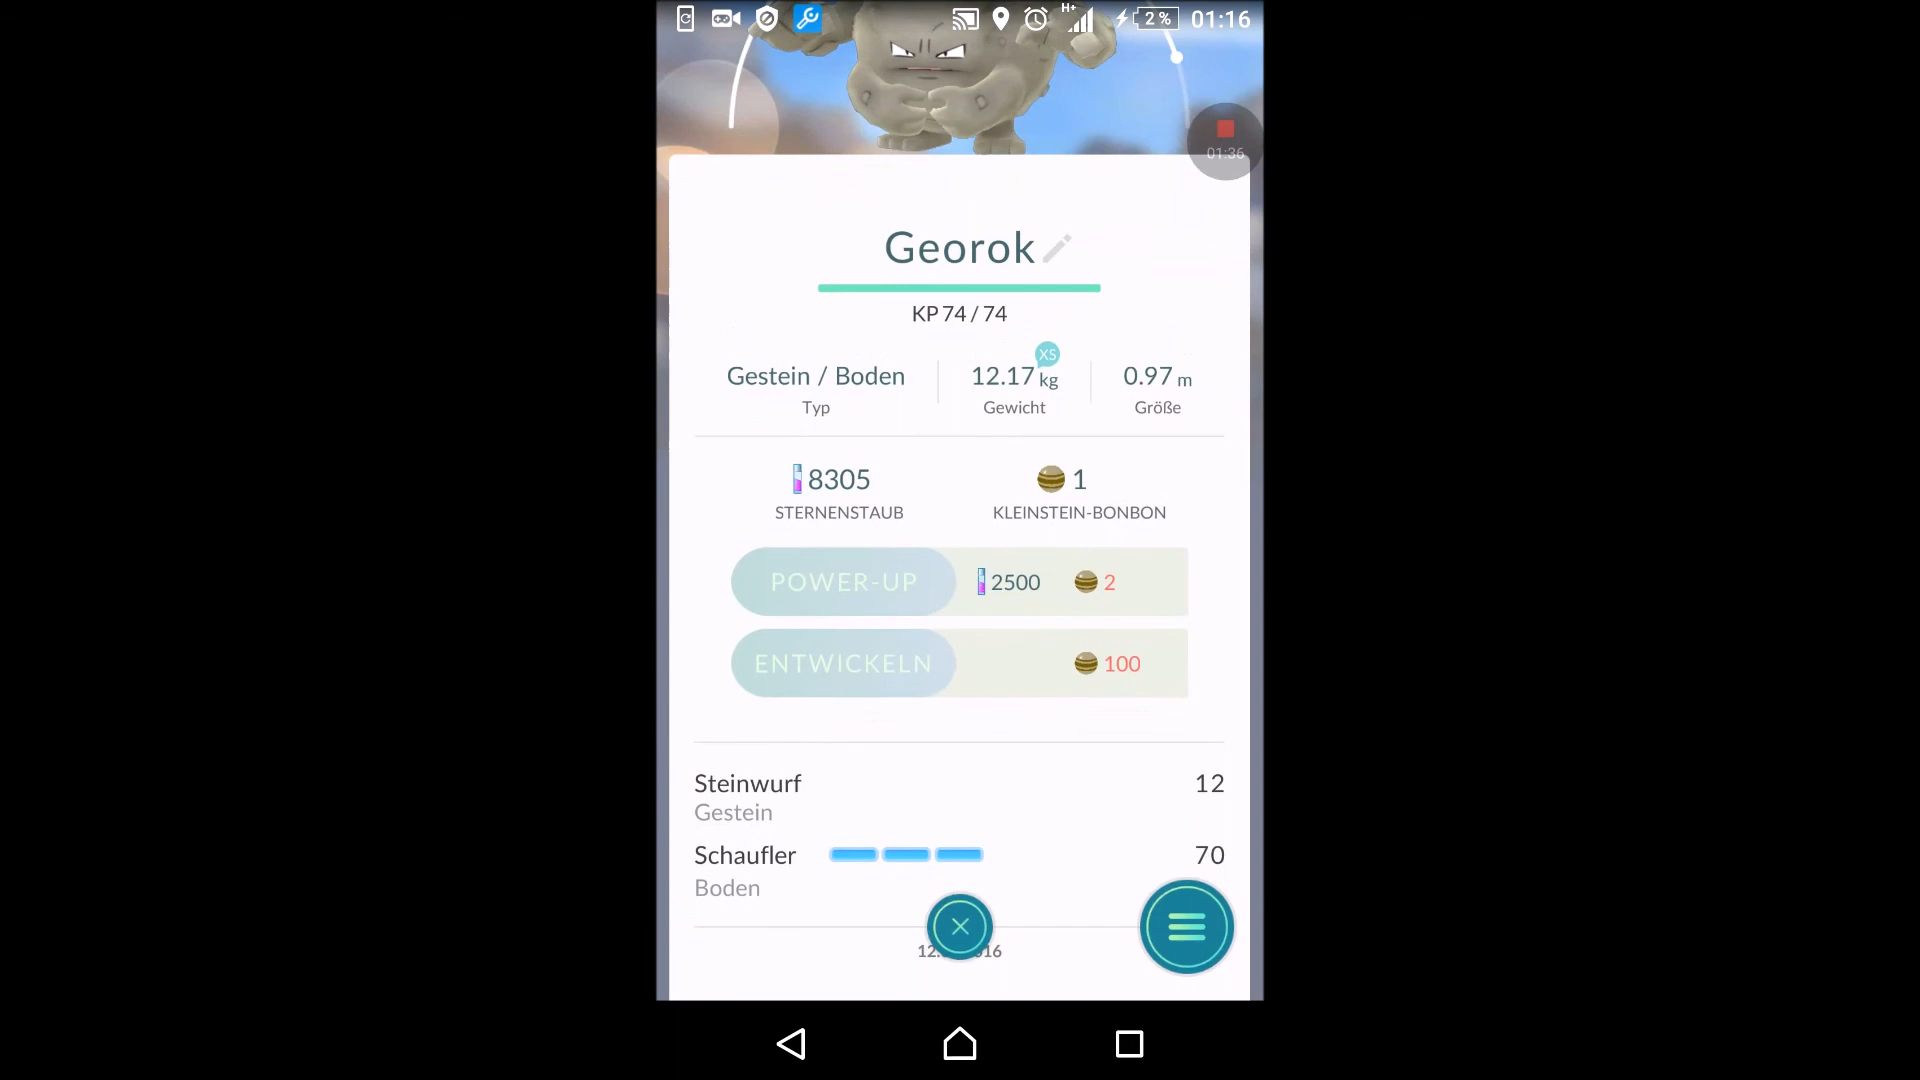 H+ 2% 01:16
01:36
Georok
KP 74 / 74
XS
Gestein / Boden 12.17 kg 0.97 m
Typ Gewicht Größe
8305 1
STERNENSTAUB KLEINSTEIN-BONBON
POWER-UP 2500 2
ENTWICKELN 100
Steinwurf 12
Gestein
Schaufler 70
Boden